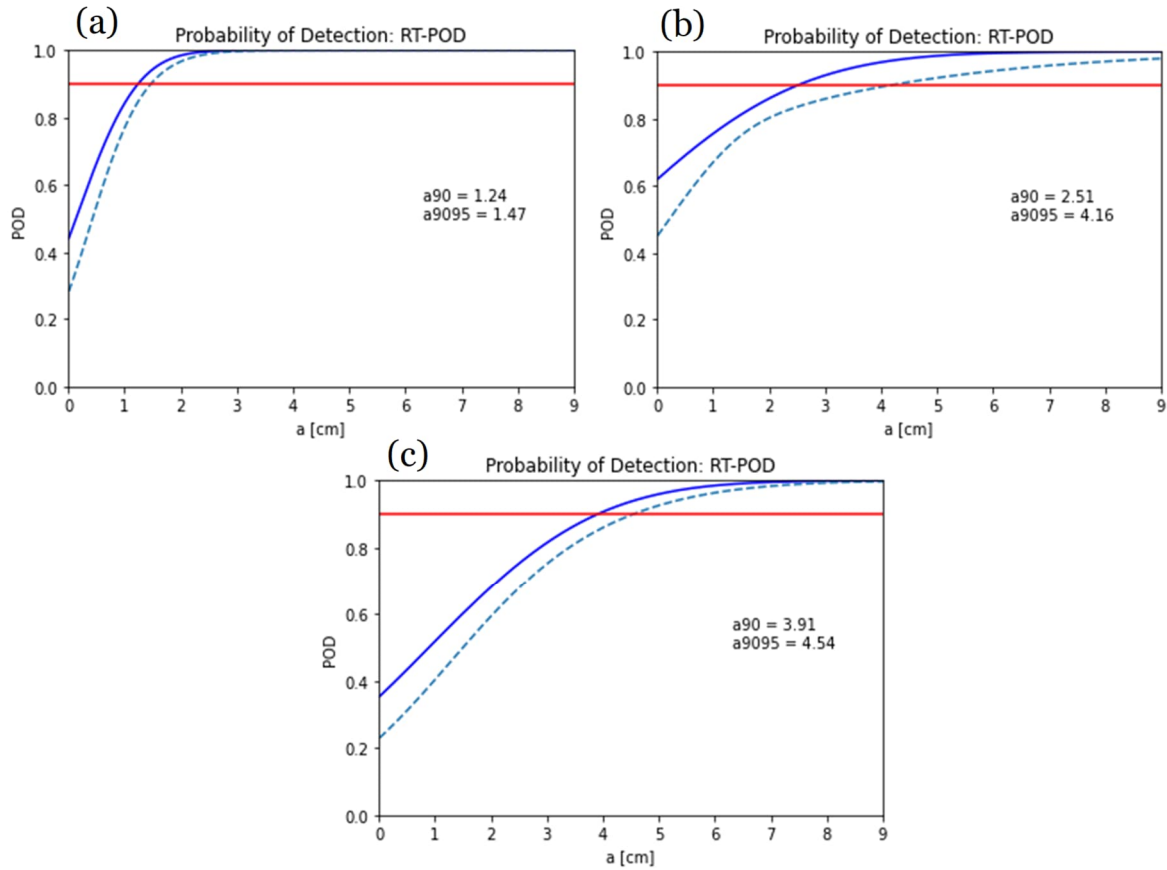 (a)
Probability of Detection: RT-POD
1.0
0.8
0.6
0.4
0.2
0.0
POD
a90 = 1.24
a9095 = 1.47
0 1 2 3 4 5 6 7 8 9
a [cm]
(b)
Probability of Detection: RT-POD
1.0
0.8
0.6
0.4
0.2
0.0
POD
a90 = 2.51
a9095 = 4.16
0 1 2 3 4 5 6 7 8 9
a [cm]
(c)
Probability of Detection: RT-POD
1.0
0.8
0.6
0.4
0.2
0.0
POD
a90 = 3.91
a9095 = 4.54
0 1 2 3 4 5 6 7 8 9
a [cm]